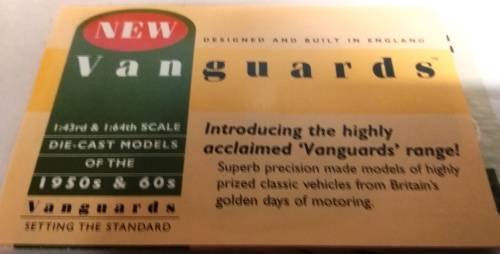 NEW
DESIGNED AND BUILT IN ENGLAND
Vanguards™
1:43rd & 1:64th SCALE
DIE-CAST MODELS
OF THE
1950s & 60s
Vanguards
SETTING THE STANDARD
Introducing the highly
acclaimed 'Vanguards' range!
Superb precision made models of highly
prized classic vehicles from Britain's
golden days of motoring.